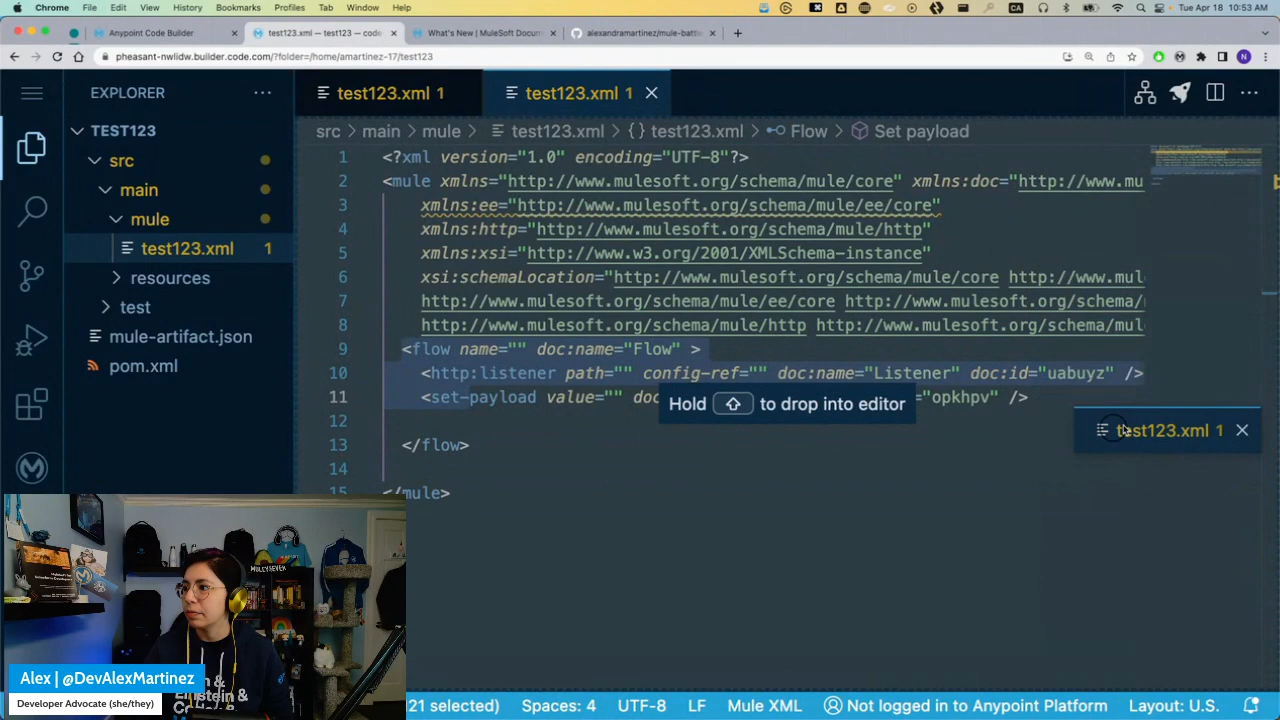 Chrome File Edit View History Bookmarks Profiles Tab Window Help
Tue Apr 18 10:53 AM
Anypoint Code Builder
test123.xml — test123 — code
What's New | MuleSoft Docum
alexandramartinez/mule-battle
pheasant-nwlidw.builder.code.com/?folder=/home/amartinez-17/test123
N
EXPLORER
TEST123
src
main
mule
test123.xml 1
resources
test
mule-artifact.json
pom.xml
test123.xml 1
test123.xml 1
src > main > mule > test123.xml > {} test123.xml > Flow > Set payload
1 <?xml version="1.0" encoding="UTF-8"?>
2 <mule xmlns="http://www.mulesoft.org/schema/mule/core" xmlns:doc="http://www.mu
3 xmlns:ee="http://www.mulesoft.org/schema/mule/ee/core"
4 xmlns:http="http://www.mulesoft.org/schema/mule/http"
5 xmlns:xsi="http://www.w3.org/2001/XMLSchema-instance"
6 xsi:schemaLocation="http://www.mulesoft.org/schema/mule/core http://www.mul
7 http://www.mulesoft.org/schema/mule/ee/core http://www.mulesoft.org/schema/
8 http://www.mulesoft.org/schema/mule/http http://www.mulesoft.org/schema/mul
9 <flow name="" doc:name="Flow" >
10 <http:listener path="" config-ref="" doc:name="Listener" doc:id="uabuyz" />
11 <set-payload value="" doc ="opkhpv" />
12
13 </flow>
14
15 </mule>
Hold ⇧ to drop into editor
test123.xml 1
Alex | @DevAlexMartinez
Developer Advocate (she/they)
Einstein &
21 selected) Spaces: 4 UTF-8 LF Mule XML Not logged in to Anypoint Platform Layout: U.S.